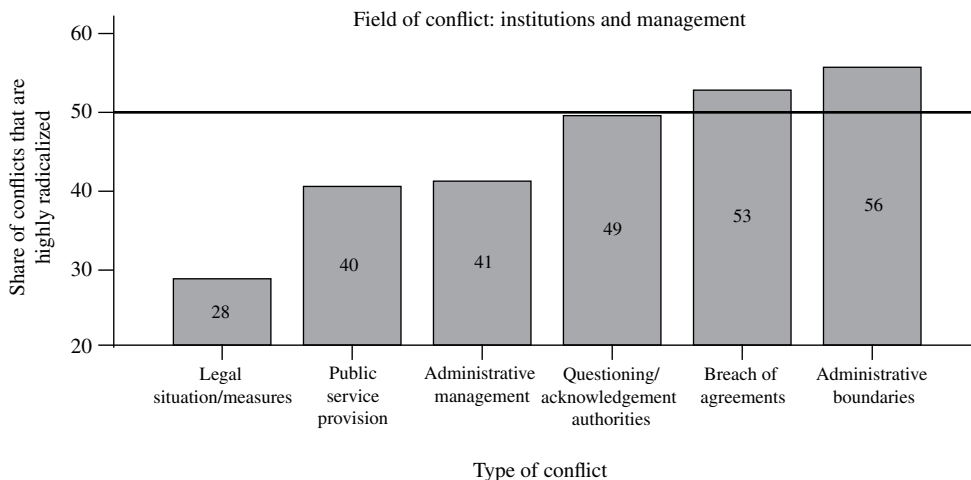 Field of conflict: institutions and management
Share of conflicts that are
highly radicalized
60
50
40
30
20
28
40
41
49
53
56
Legal
situation/measures
Public
service
provision
Administrative
management
Questioning/
acknowledgement
authorities
Breach of
agreements
Administrative
boundaries
Type of conflict